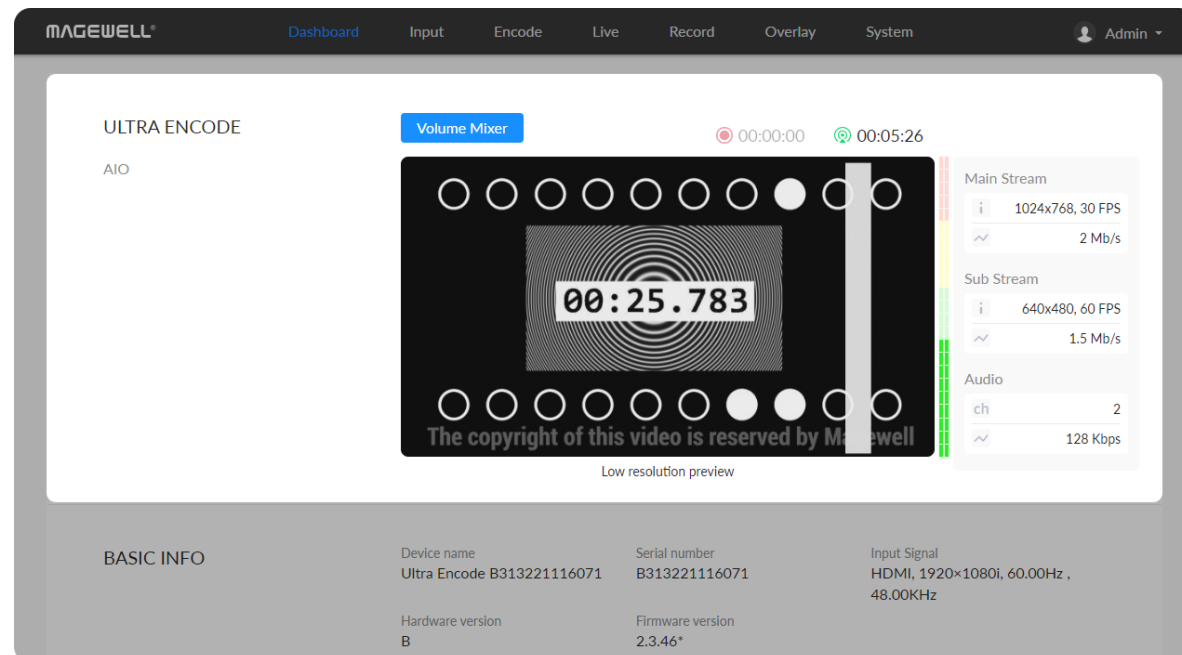 MAGEWELL®
Dashboard Input Encode Live Record Overlay System Admin
ULTRA ENCODE
AIO
Volume Mixer
00:00:00 00:05:26
00:25.783
The copyright of this video is reserved by Magewell
Low resolution preview
Main Stream
i 1024x768, 30 FPS
2 Mb/s
Sub Stream
i 640x480, 60 FPS
1.5 Mb/s
Audio
ch 2
128 Kbps
BASIC INFO
Device name
Ultra Encode B313221116071
Serial number
B313221116071
Input Signal
HDMI, 1920×1080i, 60.00Hz ,
48.00KHz
Hardware version
B
Firmware version
2.3.46*